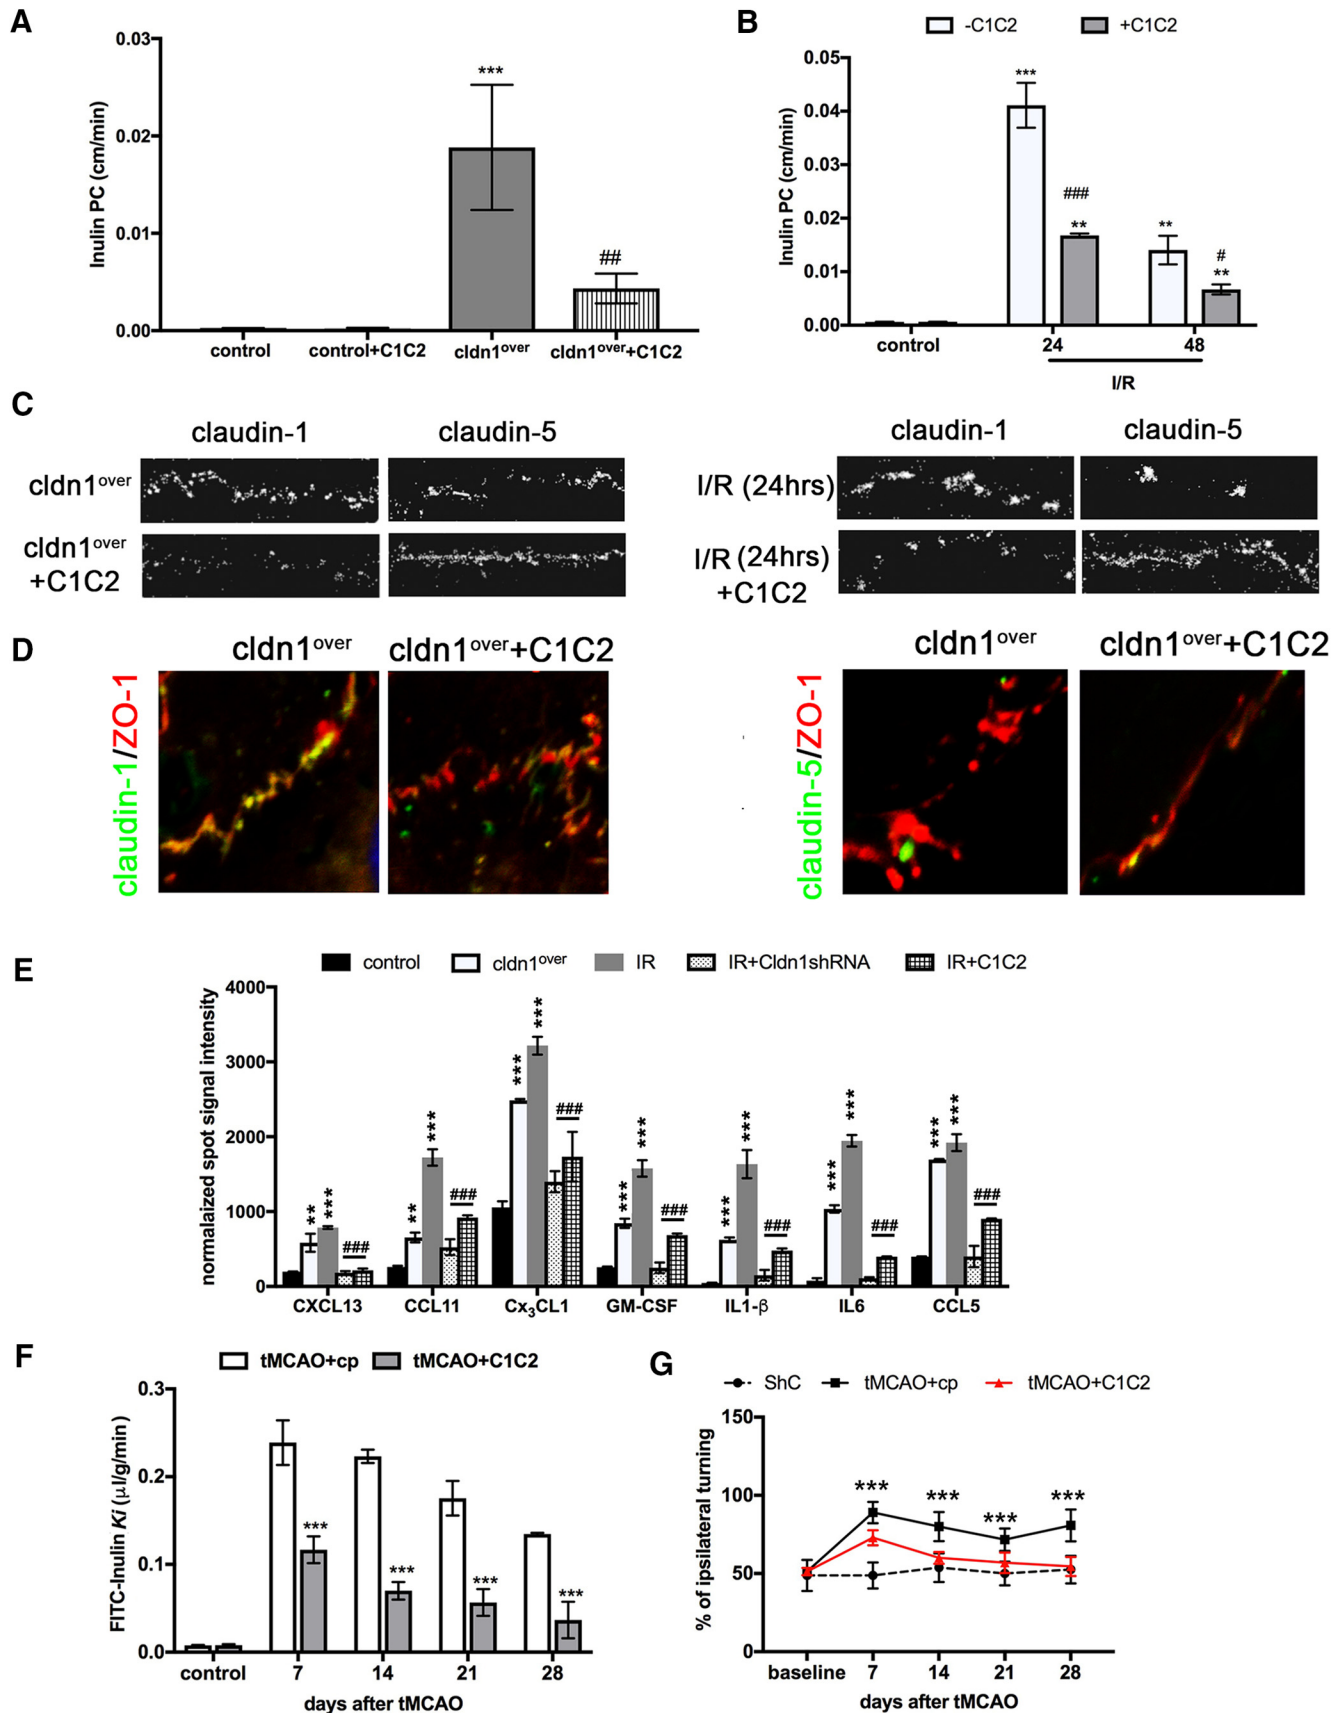 A
0.03
0.02
0.01
0.00
Inulin PC (cm/min)
***
##
control
control+C1C2
cldn1over
cldn1over+C1C2
B
-C1C2
+C1C2
0.05
0.04
0.03
0.02
0.01
0.00
Inulin PC (cm/min)
***
###
**
**
#
**
control
24
48
I/R
C
claudin-1
claudin-5
cldn1over
cldn1over
+C1C2
claudin-1
claudin-5
I/R (24hrs)
I/R (24hrs)
+C1C2
D
cldn1over
cldn1over+C1C2
claudin-1/ZO-1
cldn1over
cldn1over+C1C2
claudin-5/ZO-1
E
control
cldn1over
IR
IR+Cldn1shRNA
IR+C1C2
4000
3000
2000
1000
0
normalaized spot signal intensity
**
***
###
**
***
###
***
***
###
***
***
###
***
***
###
***
***
###
***
***
###
CXCL13
CCL11
Cx3CL1
GM-CSF
IL1-β
IL6
CCL5
F
tMCAO+cp
tMCAO+C1C2
0.3
0.2
0.1
0.0
FITC-Inulin Ki (µl/g/min)
***
***
***
***
control
7
14
21
28
days after tMCAO
G
ShC
tMCAO+cp
tMCAO+C1C2
150
100
50
0
% of ipsilateral turning
***
***
***
***
baseline
7
14
21
28
days after tMCAO